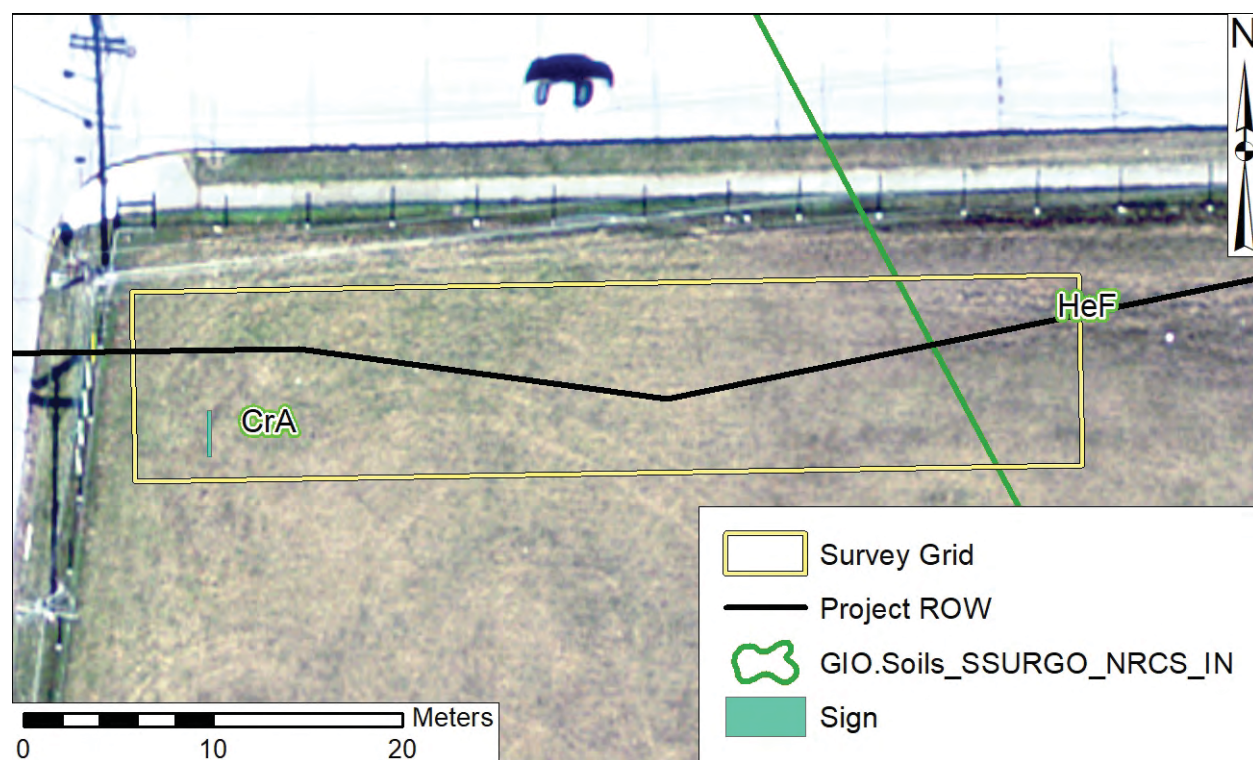 N
HeF
CrA
Survey Grid
Project ROW
GIO.Soils_SSURGO_NRCS_IN
Sign
Meters
0 10 20